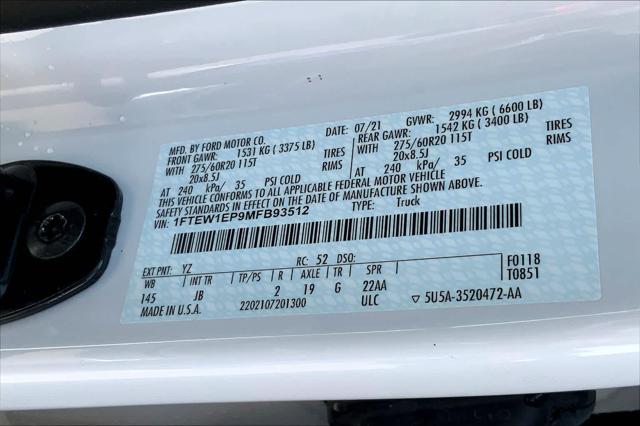 MFD. BY FORD MOTOR CO.
DATE: 07/21 GVWR: 2994 KG ( 6600 LB)
FRONT GAWR: 1531 KG ( 3375 LB) REAR GAWR: 1542 KG ( 3400 LB)
WITH 275/60R20 115T TIRES WITH 275/60R20 115T TIRES
20x8.5J RIMS 20x8.5J RIMS
AT 240 kPa/ 35 PSI COLD AT 240 kPa/ 35 PSI COLD
THIS VEHICLE CONFORMS TO ALL APPLICABLE FEDERAL MOTOR VEHICLE
SAFETY STANDARDS IN EFFECT ON THE DATE OF MANUFACTURE SHOWN ABOVE.
VIN: 1FTEW1EP9MFB93512 TYPE: Truck
EXT PNT: YZ RC: 52 DSO: F0118
WB INT TR TP/PS R AXLE TR SPR T0851
145 JB 2 19 G 22AA
MADE IN U.S.A. 2202107201300 ULC ▽ 5U5A-3520472-AA